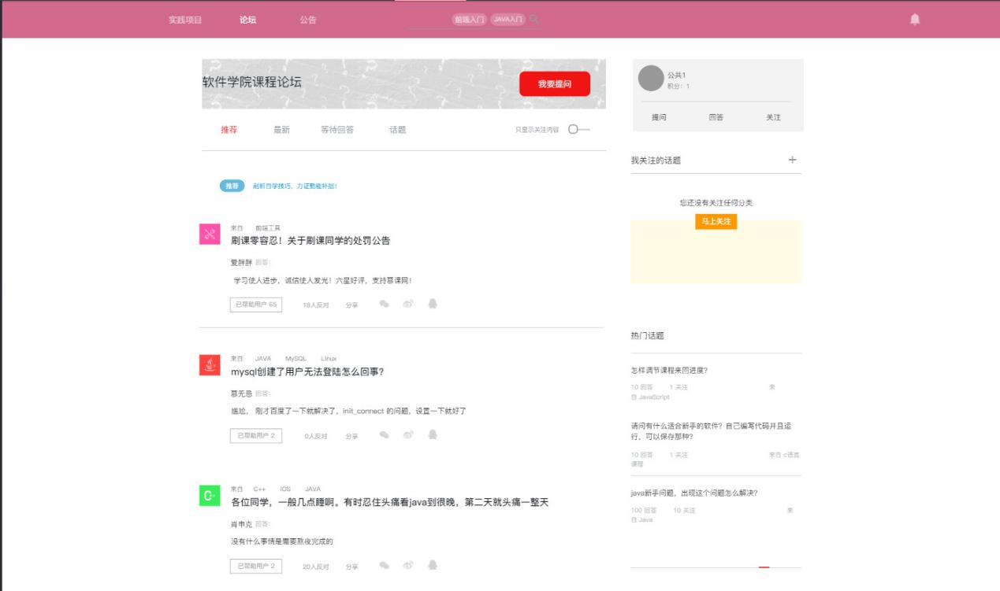 实践项目 论坛 公告 前端入门 JAVA入门
软件学院课程论坛 我要提问
推荐 最新 等待回答 话题 只显示关注内容
推荐 剖析自学技巧，力证勤能补拙！
来自 前端工具
刷课零容忍！关于刷课同学的处罚公告
爱胖胖 回答：
学习使人进步，诚信使人发光！六星好评，支持慕课网！
已帮助用户 65 18人反对 分享
来自 JAVA MySQL Linux
mysql创建了用户无法登陆怎么回事？
慕无忌 回答：
尴尬， 刚才百度了一下就解决了，init_connect 的问题，设置一下就好了
已帮助用户 2 0人反对 分享
来自 C++ iOS JAVA
各位同学，一般几点睡啊。有时忍住头痛看java到很晚，第二天就头痛一整天
肖申克 回答：
没有什么事情是需要熬夜完成的
已帮助用户 2 20人反对 分享
公共1
积分：1
提问 回答 关注
我关注的话题
您还没有关注任何分类
马上关注
热门话题
怎样调节课程来回进度？
10 回答 1 关注 来
自 JavaScript
请问有什么适合新手的软件？自己编写代码并且运
行，可以保存那种？
10 回答 1 关注 来自 c语言
课程
java新手问题，出现这个问题怎么解决？
100 回答 10 关注 来
自 Java